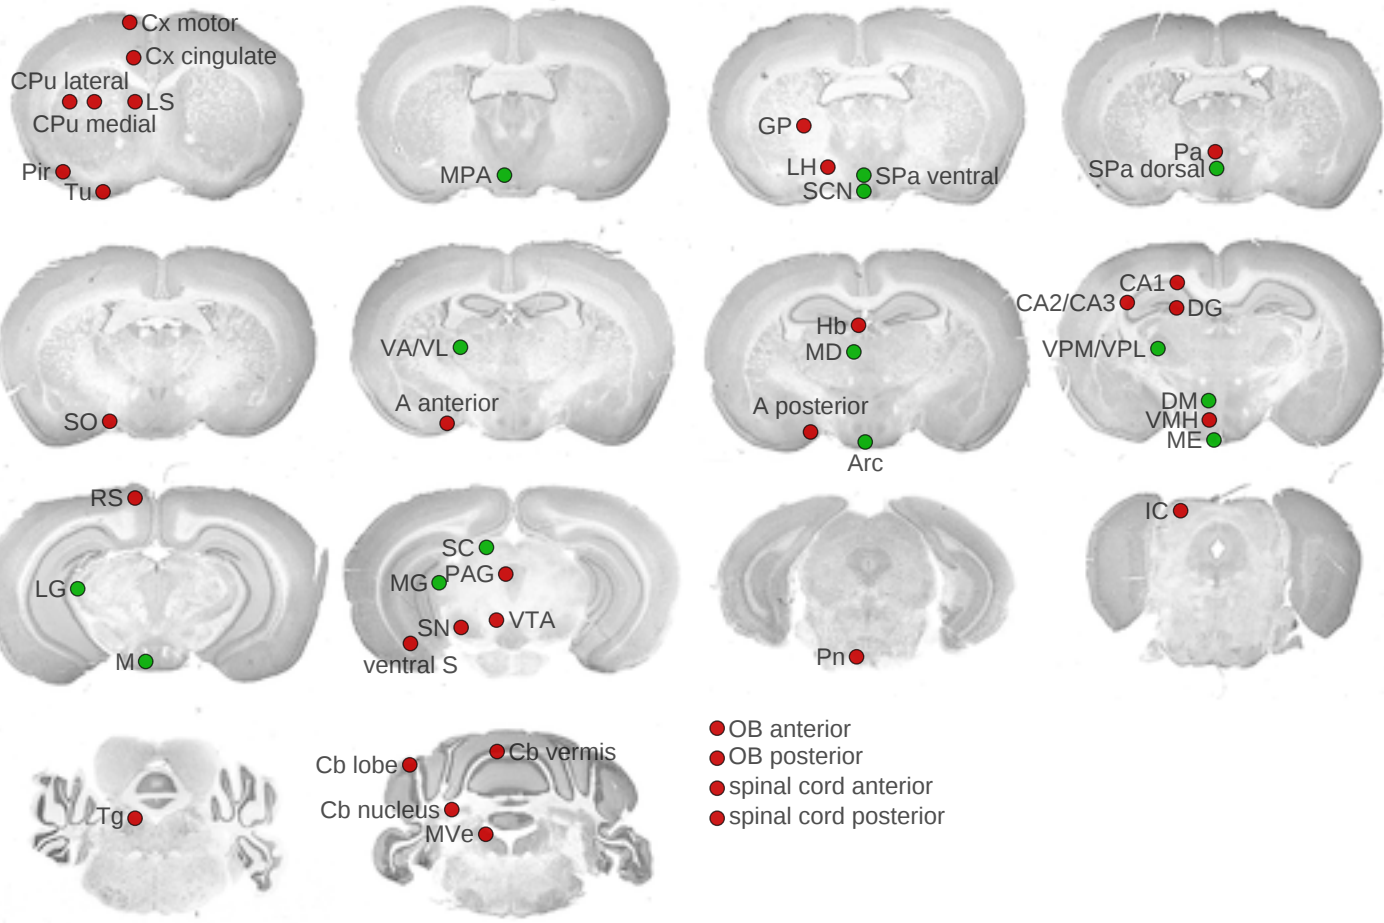 Cx motor
Cx cingulate
CPu lateral
LS
CPu medial
Pir
Tu
MPA
GP
LH
SPa ventral
SCN
Pa
SPa dorsal
SO
VA/VL
A anterior
Hb
MD
A posterior
Arc
CA1
CA2/CA3
DG
VPM/VPL
DM
VMH
ME
RS
LG
M
SC
MG
PAG
SN
VTA
ventral S
Pn
IC
Tg
Cb lobe
Cb vermis
Cb nucleus
MVe
OB anterior
OB posterior
spinal cord anterior
spinal cord posterior